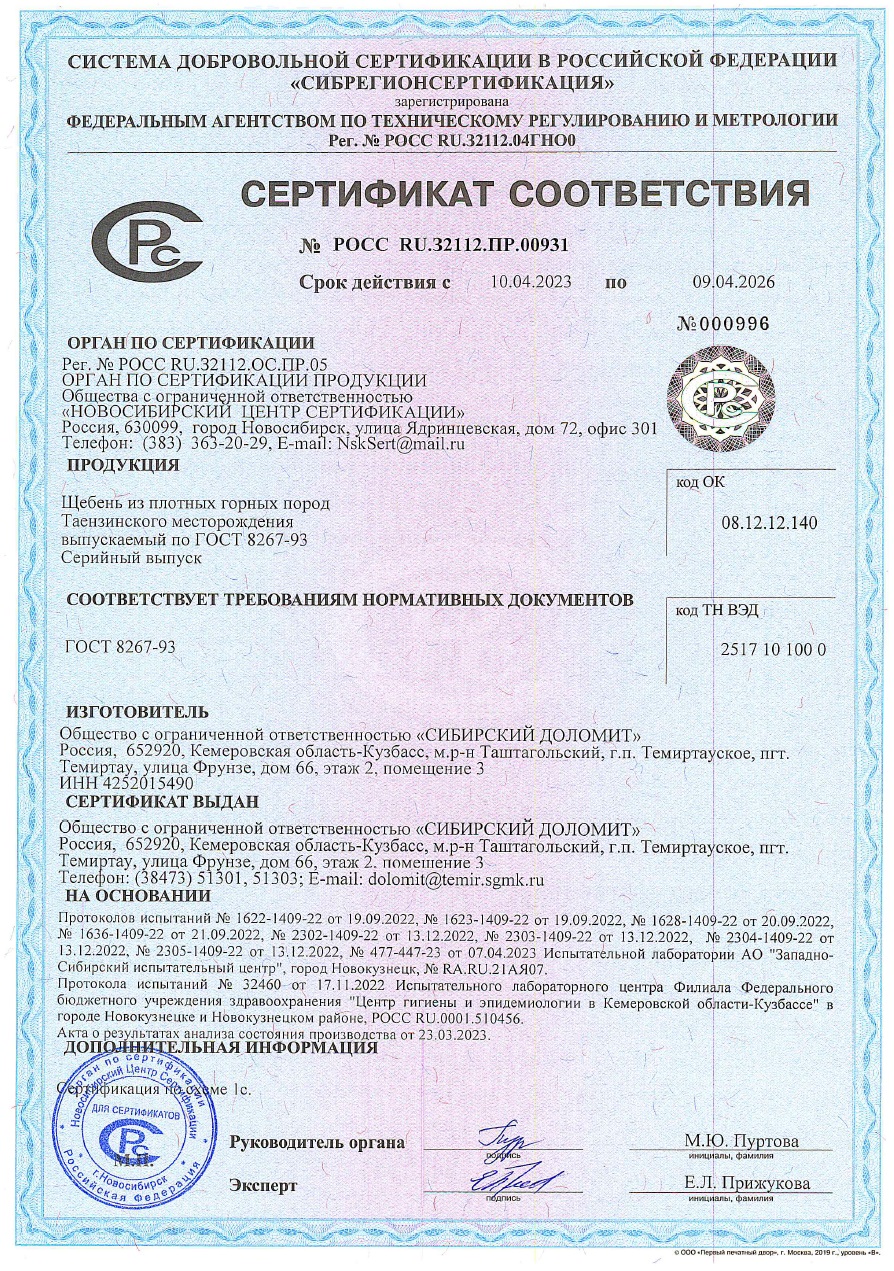 СИСТЕМА ДОБРОВОЛЬНОЙ СЕРТИФИКАЦИИ В РОССИЙСКОЙ ФЕДЕРАЦИИ
«СИБРЕГИОНСЕРТИФИКАЦИЯ»
зарегистрирована
ФЕДЕРАЛЬНЫМ АГЕНТСТВОМ ПО ТЕХНИЧЕСКОМУ РЕГУЛИРОВАНИЮ И МЕТРОЛОГИИ
Рег. № РОСС RU.32112.04ГНО0
СЕРТИФИКАТ СООТВЕТСТВИЯ
№ РОСС RU.32112.ПР.00931
Срок действия с 10.04.2023 по 09.04.2026
№000996
ОРГАН ПО СЕРТИФИКАЦИИ
Рег. № РОСС RU.32112.ОС.ПР.05
ОРГАН ПО СЕРТИФИКАЦИИ ПРОДУКЦИИ
Общества с ограниченной ответственностью
«НОВОСИБИРСКИЙ ЦЕНТР СЕРТИФИКАЦИИ»
Россия, 630099, город Новосибирск, улица Ядринцевская, дом 72, офис 301
Телефон: (383) 363-20-29, E-mail: NskSert@mail.ru
ПРОДУКЦИЯ
код ОК
Щебень из плотных горных пород
Таензинского месторождения
08.12.12.140
выпускаемый по ГОСТ 8267-93
Серийный выпуск
СООТВЕТСТВУЕТ ТРЕБОВАНИЯМ НОРМАТИВНЫХ ДОКУМЕНТОВ
код ТН ВЭД
ГОСТ 8267-93
2517 10 100 0
ИЗГОТОВИТЕЛЬ
Общество с ограниченной ответственностью «СИБИРСКИЙ ДОЛОМИТ»
Россия, 652920, Кемеровская область-Кузбасс, м.р-н Таштагольский, г.п. Темиртауское, пгт.
Темиртау, улица Фрунзе, дом 66, этаж 2, помещение 3
ИНН 4252015490
СЕРТИФИКАТ ВЫДАН
Общество с ограниченной ответственностью «СИБИРСКИЙ ДОЛОМИТ»
Россия, 652920, Кемеровская область-Кузбасс, м.р-н Таштагольский, г.п. Темиртауское, пгт.
Темиртау, улица Фрунзе, дом 66, этаж 2, помещение 3
Телефон: (38473) 51301, 51303; E-mail: dolomit@temir.sgmk.ru
НА ОСНОВАНИИ
Протоколов испытаний № 1622-1409-22 от 19.09.2022, № 1623-1409-22 от 19.09.2022, № 1628-1409-22 от 20.09.2022,
№ 1636-1409-22 от 21.09.2022, № 2302-1409-22 от 13.12.2022, № 2303-1409-22 от 13.12.2022, № 2304-1409-22 от
13.12.2022, № 2305-1409-22 от 13.12.2022, № 477-447-23 от 07.04.2023 Испытательной лаборатории АО "Западно-
Сибирский испытательный центр", город Новокузнецк, № RA.RU.21АЯ07.
Протокола испытаний № 32460 от 17.11.2022 Испытательного лабораторного центра Филиала Федерального
бюджетного учреждения здравоохранения "Центр гигиены и эпидемиологии в Кемеровской области-Кузбассе" в
городе Новокузнецке и Новокузнецком районе, РОСС RU.0001.510456.
Акта о результатах анализа состояния производства от 23.03.2023.
ДОПОЛНИТЕЛЬНАЯ ИНФОРМАЦИЯ
Сертификация по схеме 1с.
Орган по сертификации
Новосибирский Центр Сертификации
ДЛЯ СЕРТИФИКАТОВ
М.П.
г.Новосибирск
Российская Федерация
Руководитель органа М.Ю. Пуртова
подпись инициалы, фамилия
Эксперт Е.Л. Прижукова
подпись инициалы, фамилия
© ООО «Первый печатный двор», г. Москва, 2019 г., уровень «В».